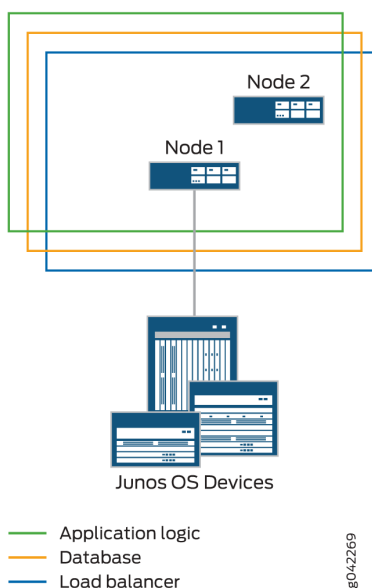 Node 2
Node 1
Junos OS Devices
Application logic
Database
Load balancer
g042269